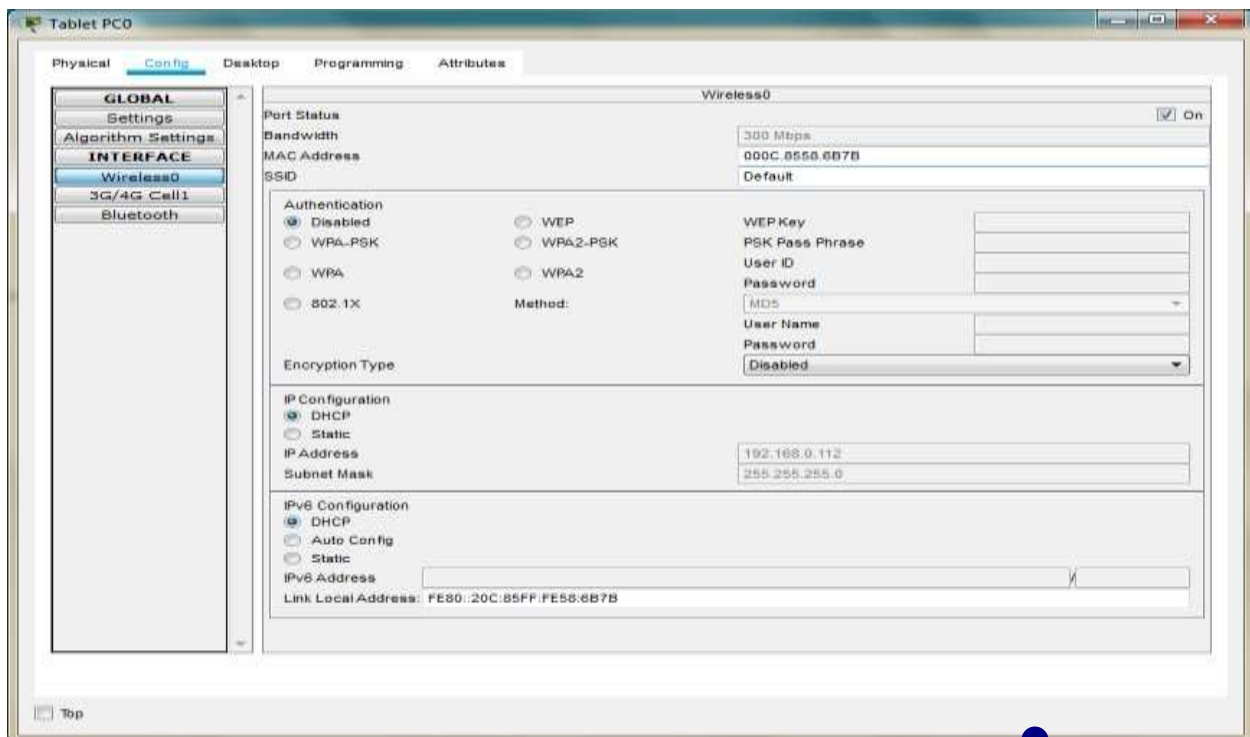 Tablet PC0
Physical Config Desktop Programming Attributes
GLOBAL
Settings
Algorithm Settings
INTERFACE
Wireless0
3G/4G Cell1
Bluetooth
Wireless0
Port Status On
Bandwidth 300 Mbps
MAC Address 000C.8558.6B7B
SSID Default
Authentication
Disabled WEP WEP Key
WPA-PSK WPA2-PSK PSK Pass Phrase
User ID
WPA WPA2
Password
802.1X Method: MD5
User Name
Password
Encryption Type Disabled
IP Configuration
DHCP
Static
IP Address 192.168.0.112
Subnet Mask 255.255.255.0
IPv6 Configuration
DHCP
Auto Config
Static
IPv6 Address /
Link Local Address: FE80::20C:85FF:FE58:6B7B
Top